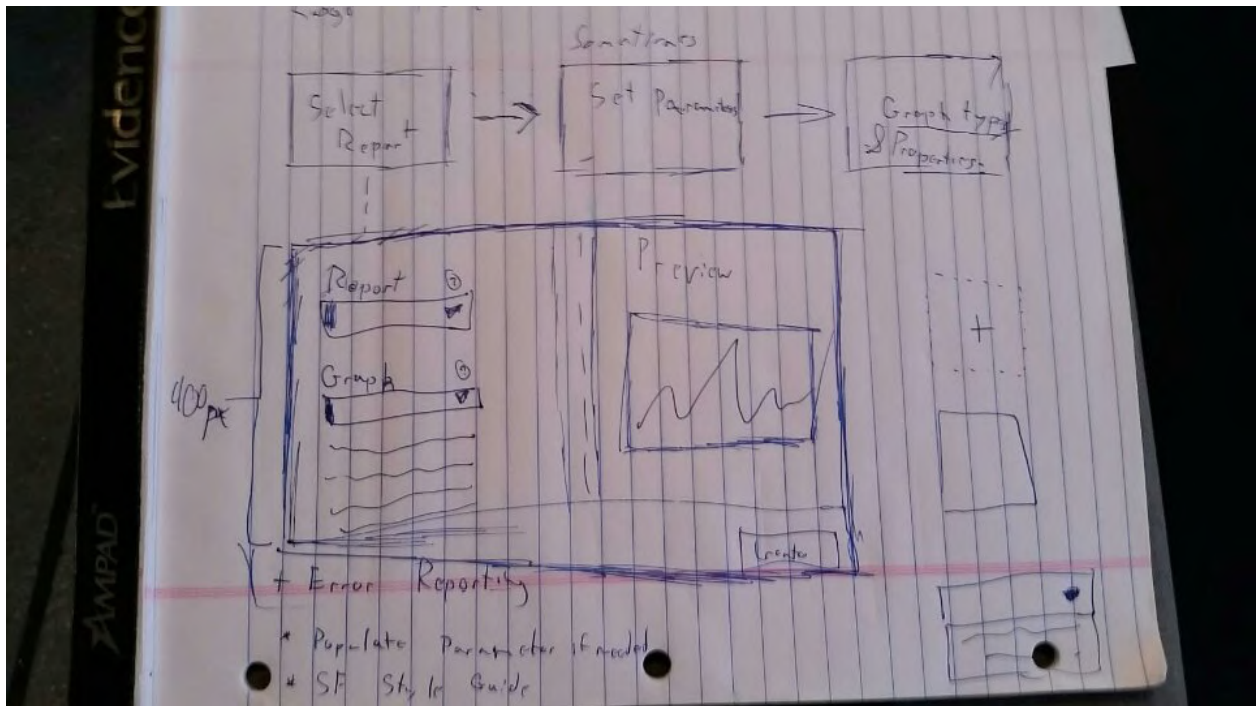 Sometimes
Select
Report
Set Parameters
Graph type
& Properties
Report ?
Preview
Graph ?
400px
+
Create
+ Error Reporting
* Populate Parameter if needed
* SF Style Guide
Evidence
AMPAD